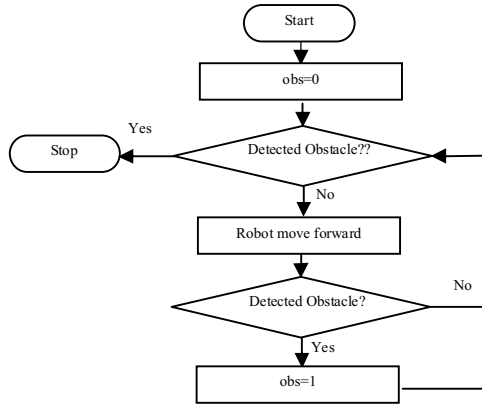 Start
obs=0
Yes
Detected Obstacle??
Stop
No
Robot move forward
Detected Obstacle?
No
Yes
obs=1